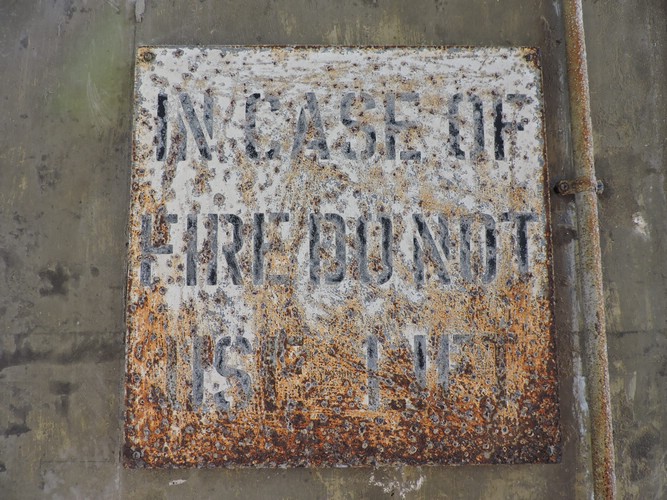 IN CASE OF
FIRE DO NOT
USE LIFT